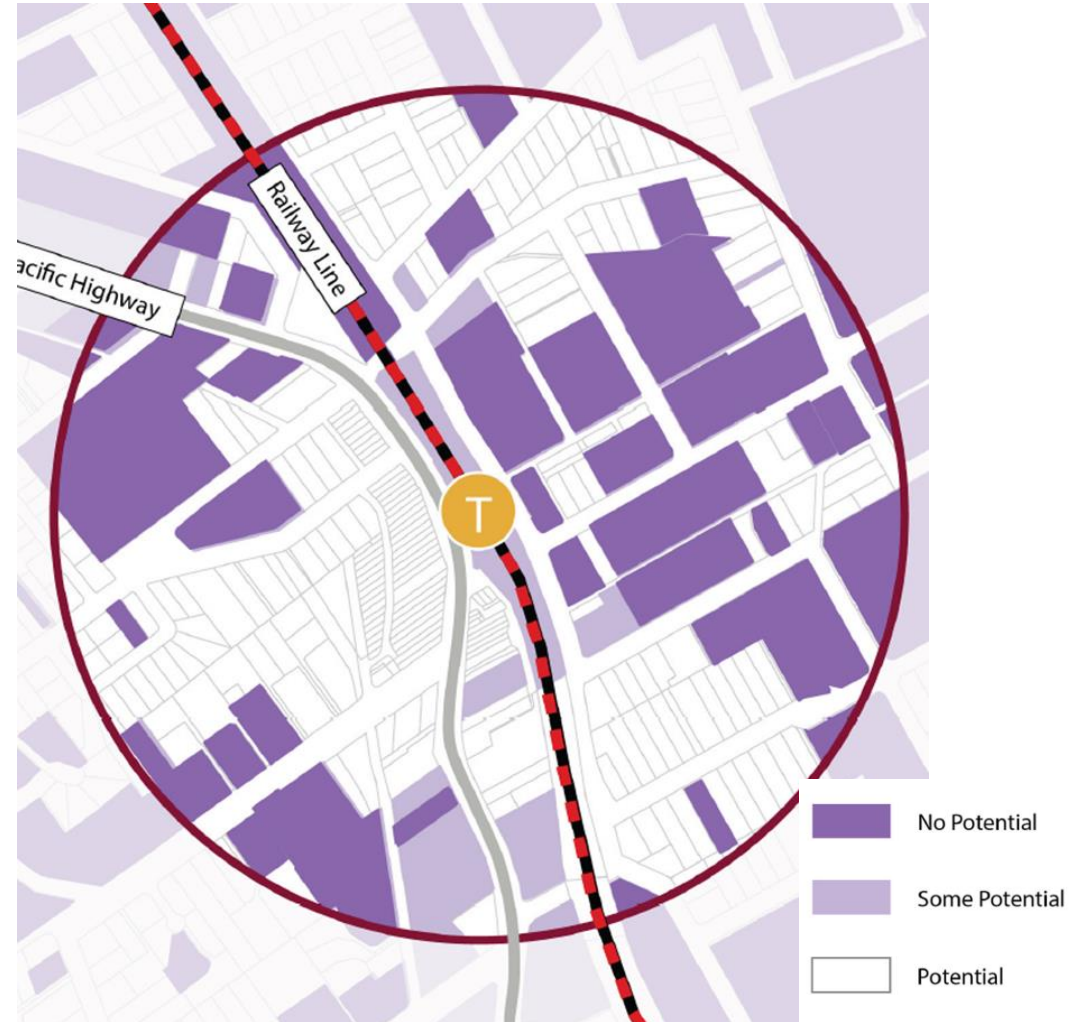 Railway Line
acific Highway
T
No Potential
Some Potential
Potential